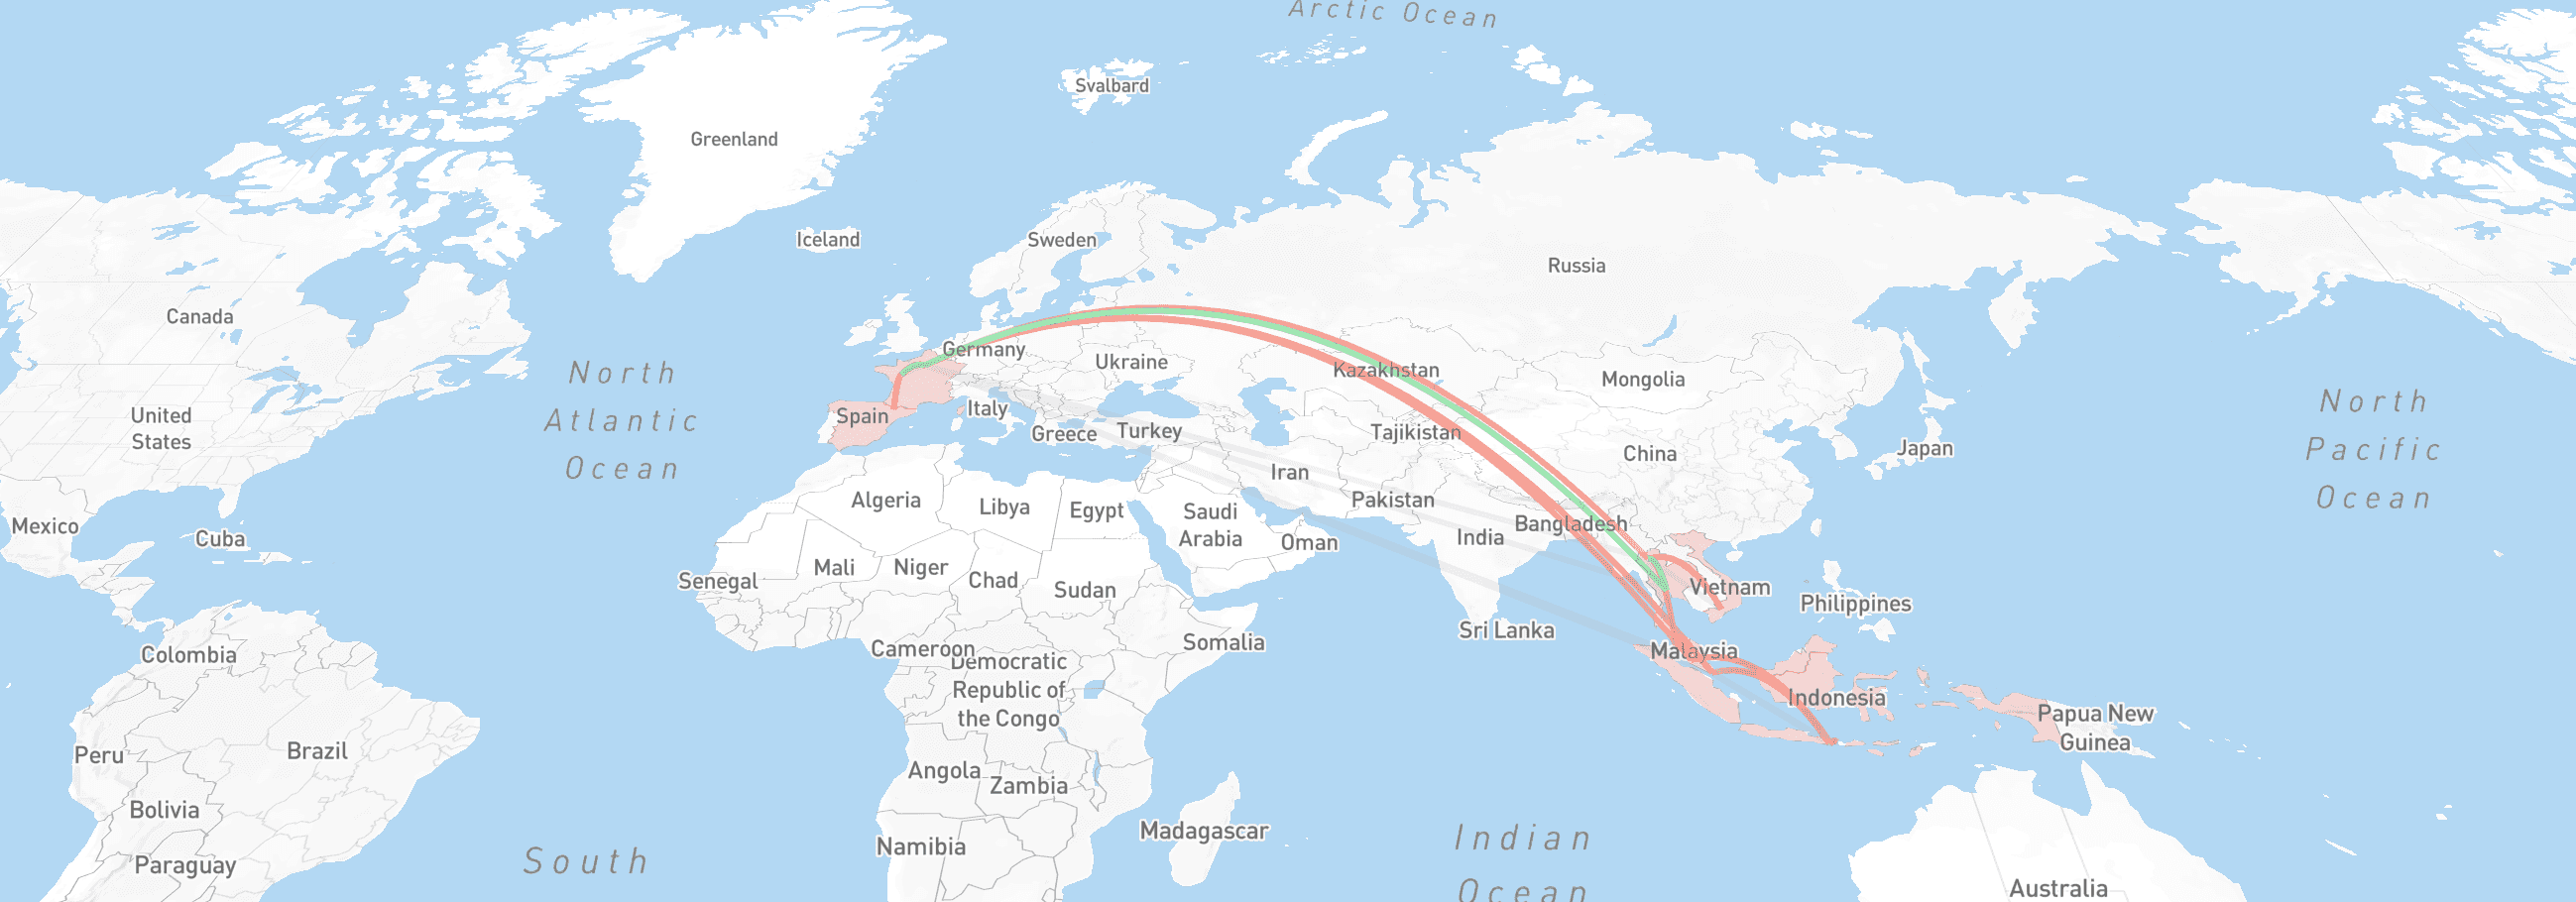 Arctic Ocean
Svalbard
Greenland
Iceland
Sweden
Russia
Canada
Germany
Ukraine
Kazakhstan
Mongolia
North
Atlantic
Ocean
North
Pacific
Ocean
United
States
Spain
Italy
Greece
Turkey
Tajikistan
China
Japan
Iran
Pakistan
Algeria
Libya
Egypt
Saudi
Arabia
Oman
India
Bangladesh
Mexico
Cuba
Senegal
Mali
Niger
Chad
Sudan
Vietnam
Philippines
Sri Lanka
Somalia
Colombia
Cameroon
Democratic
Republic of
the Congo
Malaysia
Indonesia
Papua New
Guinea
Peru
Brazil
Angola
Zambia
Bolivia
Madagascar
Namibia
Paraguay
South
Indian
Ocean
Australia